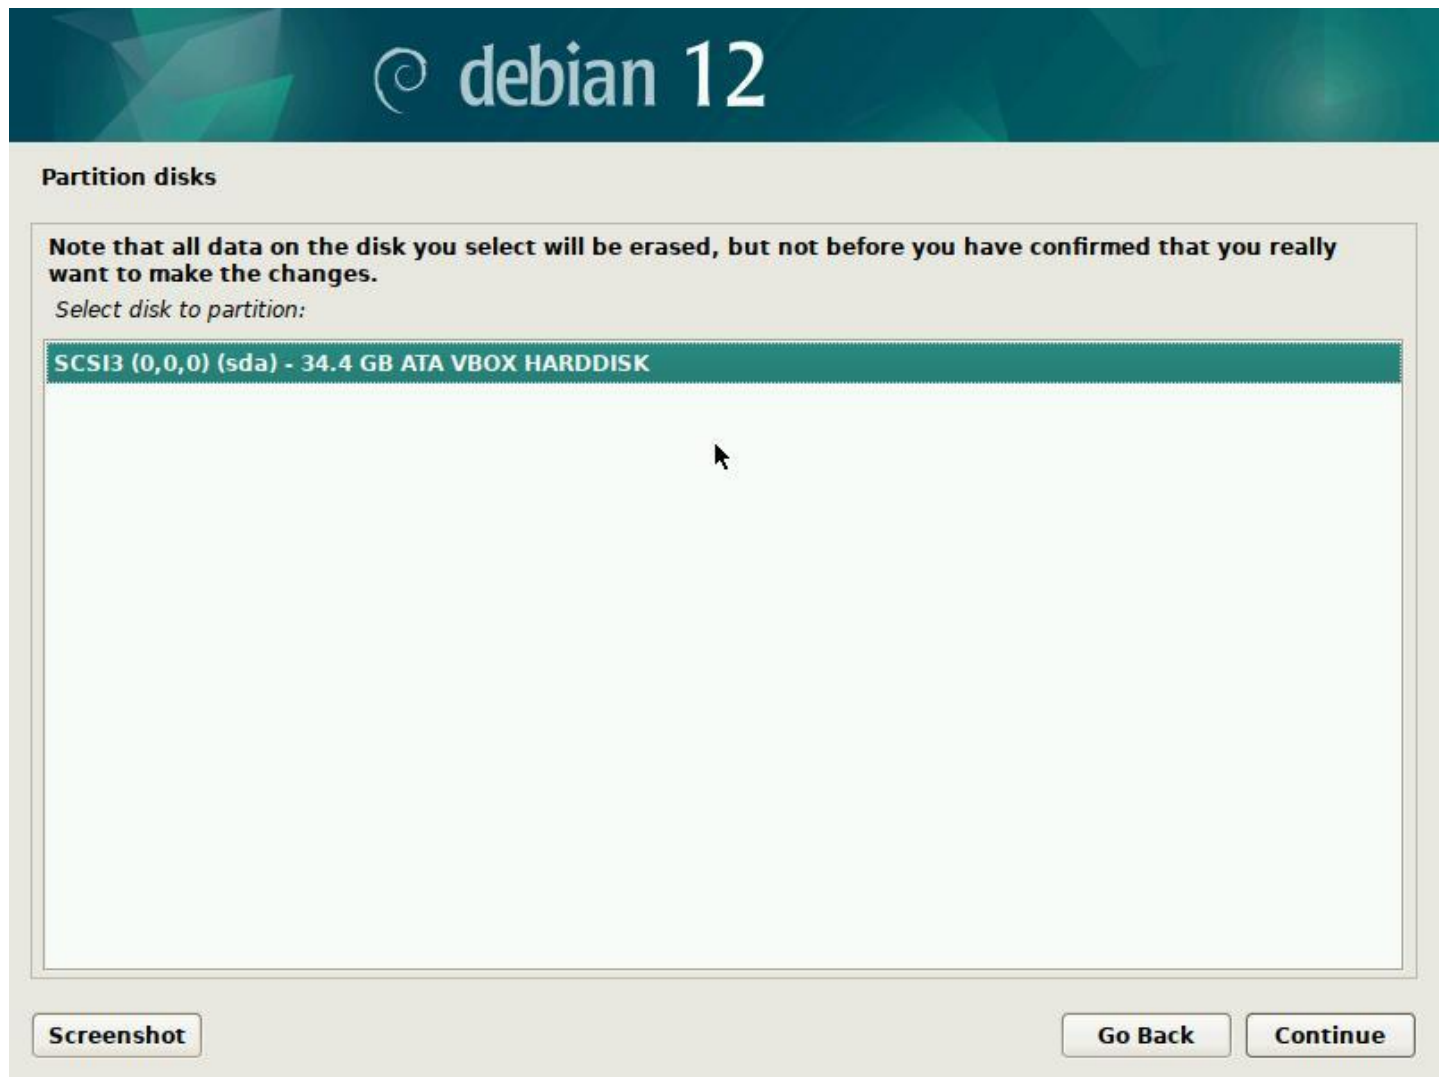 debian 12
Partition disks
Note that all data on the disk you select will be erased, but not before you have confirmed that you really
want to make the changes.
Select disk to partition:
SCSI3 (0,0,0) (sda) - 34.4 GB ATA VBOX HARDDISK
Screenshot
Go Back
Continue